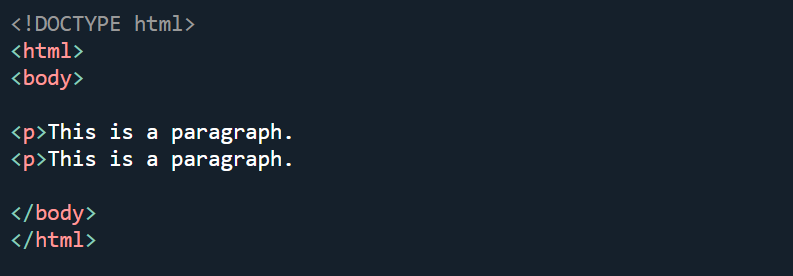 <!DOCTYPE html>
<html>
<body>
<p>This is a paragraph.
<p>This is a paragraph.
</body>
</html>